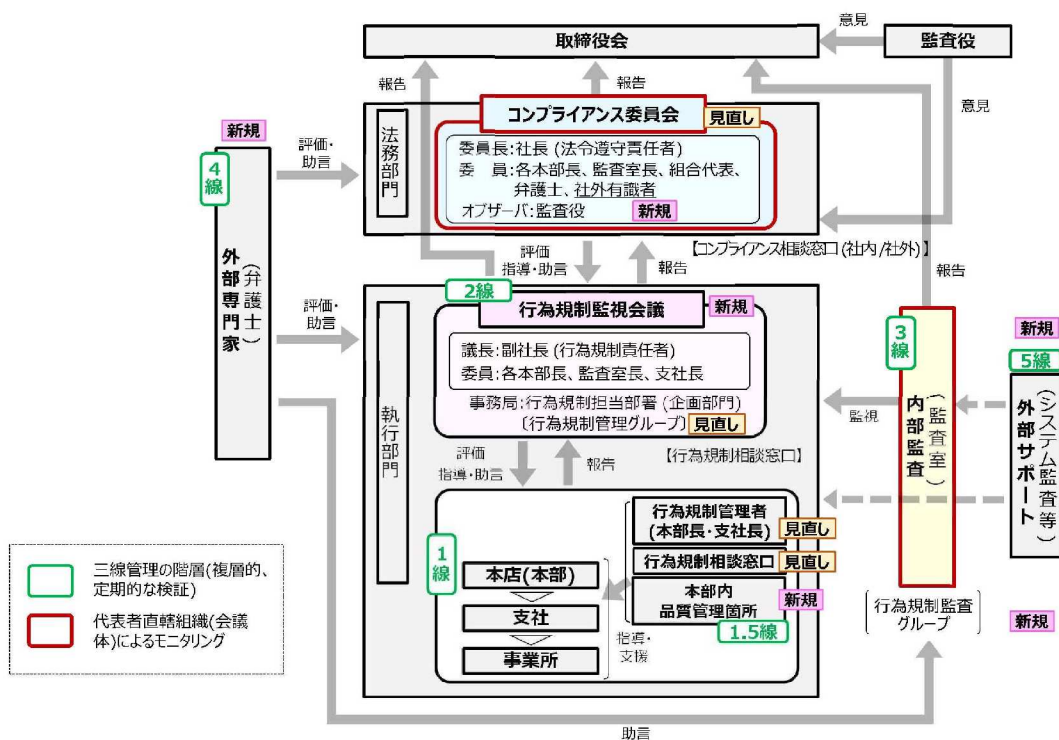 取締役会
監査役
意見
報告
報告
報告
意見
コンプライアンス委員会
見直し
法務部門
委員長:社長(法令遵守責任者)
委　員:各本部長、監査室長、組合代表、
弁護士、社外有識者
オブザーバ:監査役
新規
新規
4線
外部専門家
(弁護士)
評価・
助言
評価・
助言
評価
指導・助言
報告
【コンプライアンス相談窓口(社内/社外)】
報告
2線
行為規制監視会議
新規
執行部門
議長:副社長(行為規制責任者)
委員:各本部長、監査室長、支社長
事務局:行為規制担当部署(企画部門)
〔行為規制管理グループ〕
見直し
【行為規制相談窓口】
評価
指導・助言
報告
監視
3線
内部監査
(監査室)
新規
5線
外部サポート
(システム監査等)
1線
本店(本部)
支社
事業所
行為規制管理者
(本部長・支社長)
見直し
行為規制相談窓口
見直し
本部内
品質管理箇所
新規
1.5線
指導・
支援
行為規制監査
グループ
新規
助言
三線管理の階層(複層的、
定期的な検証)
代表者直轄組織(会議
体)によるモニタリング